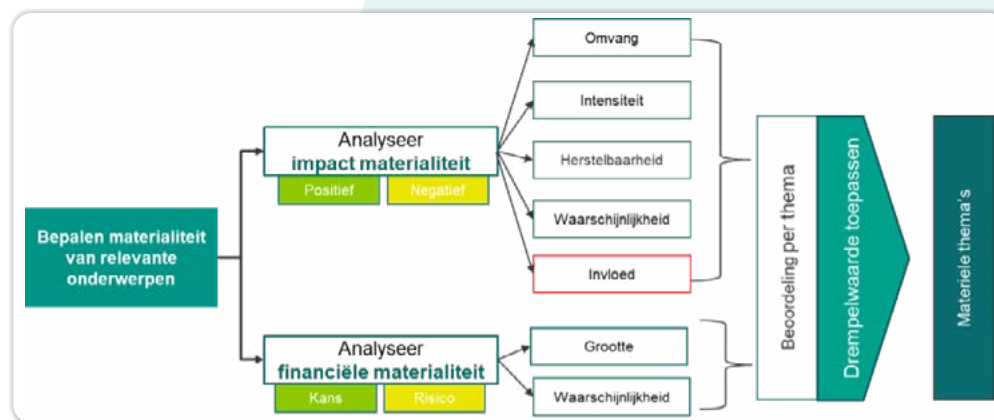 Bepalen materialiteit
van relevante
onderwerpen
Analyseer
impact materialiteit
Positief
Negatief
Omvang
Intensiteit
Herstelbaarheid
Waarschijnlijkheid
Invloed
Analyseer
financiële materialiteit
Kans
Risico
Grootte
Waarschijnlijkheid
Beoordeling per thema
Drempelwaarde toepassen
Materiele thema's